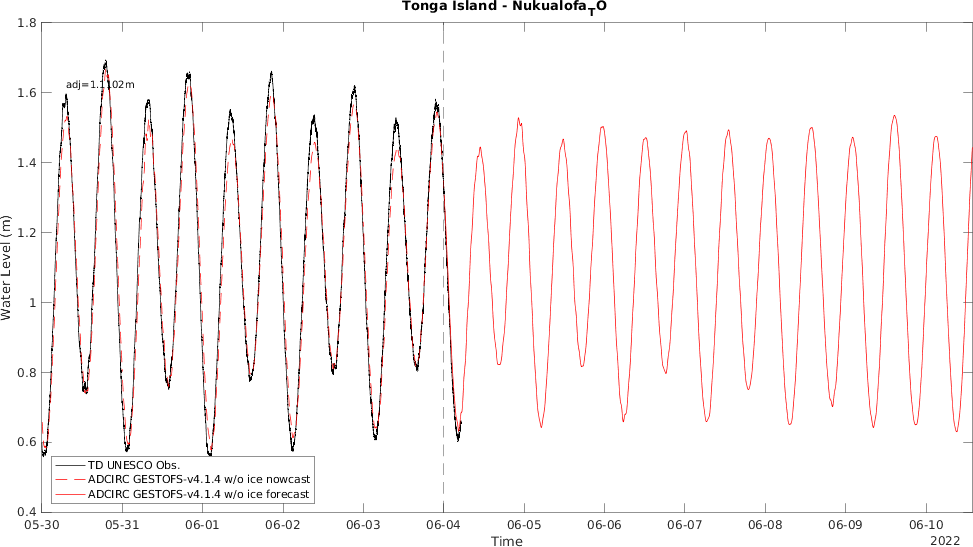 Tonga Island - NukualofaTO
1.8
1.6
1.4
1.2
1
0.8
0.6
0.4
Water Level (m)
adj=1.1102m
TD UNESCO Obs.
ADCIRC GESTOFS-v4.1.4 w/o ice nowcast
ADCIRC GESTOFS-v4.1.4 w/o ice forecast
05-30 05-31 06-01 06-02 06-03 06-04 06-05 06-06 06-07 06-08 06-09 06-10
Time
2022